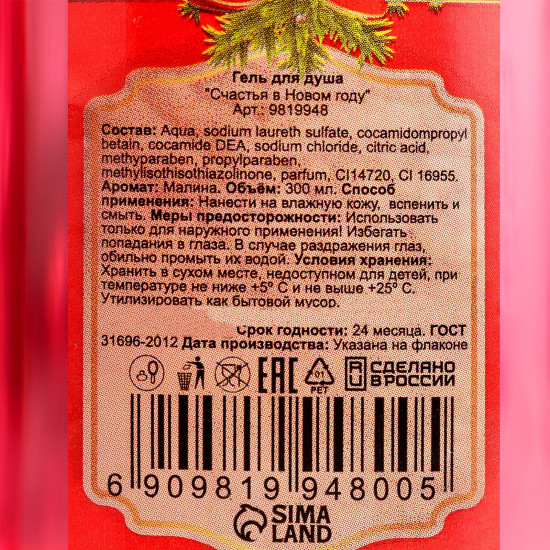 Гель для душа
"Счастья в Новом году"
Арт.: 9819948
Состав: Aqua, sodium laureth sulfate, cocamidompropyl
betain, cocamide DEA, sodium chloride, citric acid,
methyparaben, propylparaben,
methylisothisothiazolinone, parfum, CI14720, CI 16955.
Аромат: Малина. Объём: 300 мл. Способ
применения: Нанести на влажную кожу, вспенить и
смыть. Меры предосторожности: Использовать
только для наружного применения! Избегать
попадания в глаза. В случае раздражения глаз,
обильно промыть их водой. Условия хранения:
Хранить в сухом месте, недоступном для детей, при
температуре не ниже +5° С и не выше +25° С.
Утилизировать как бытовой мусор.
Срок годности: 24 месяца. ГОСТ
31696-2012 Дата производства: Указана на флаконе
EAC
01
PET
RU
СДЕЛАНО
В РОССИИ
6 909819 948005
SIMA
LAND